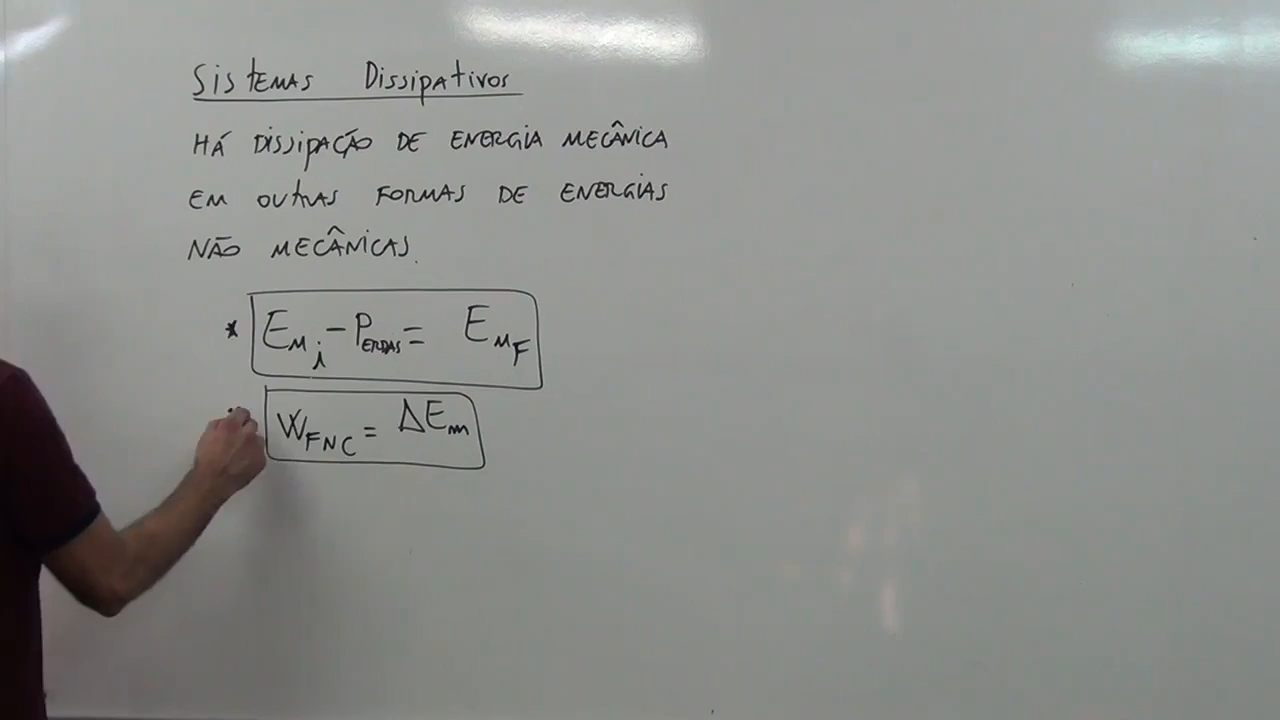 Sistemas Dissipativos
HÁ DISSIPAÇÃO DE ENERGIA MECÂNICA
EM OUTRAS FORMAS DE ENERGIAS
NÃO MECÂNICAS.
* EMi - PERDAS = EMF
WFNC = ΔEm